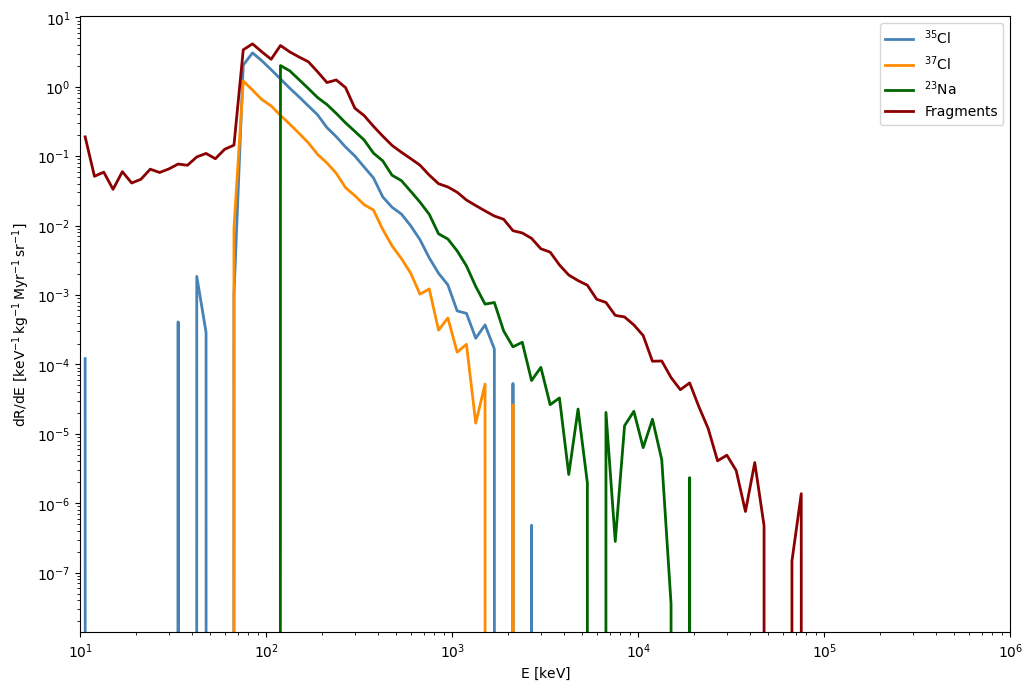 10¹
10⁰
10⁻¹
10⁻²
10⁻³
10⁻⁴
10⁻⁵
10⁻⁶
10⁻⁷
dR/dE [keV⁻¹ kg⁻¹ Myr⁻¹ sr⁻¹]
³⁵Cl
³⁷Cl
²³Na
Fragments
10¹ 10² 10³ 10⁴ 10⁵ 10⁶
E [keV]